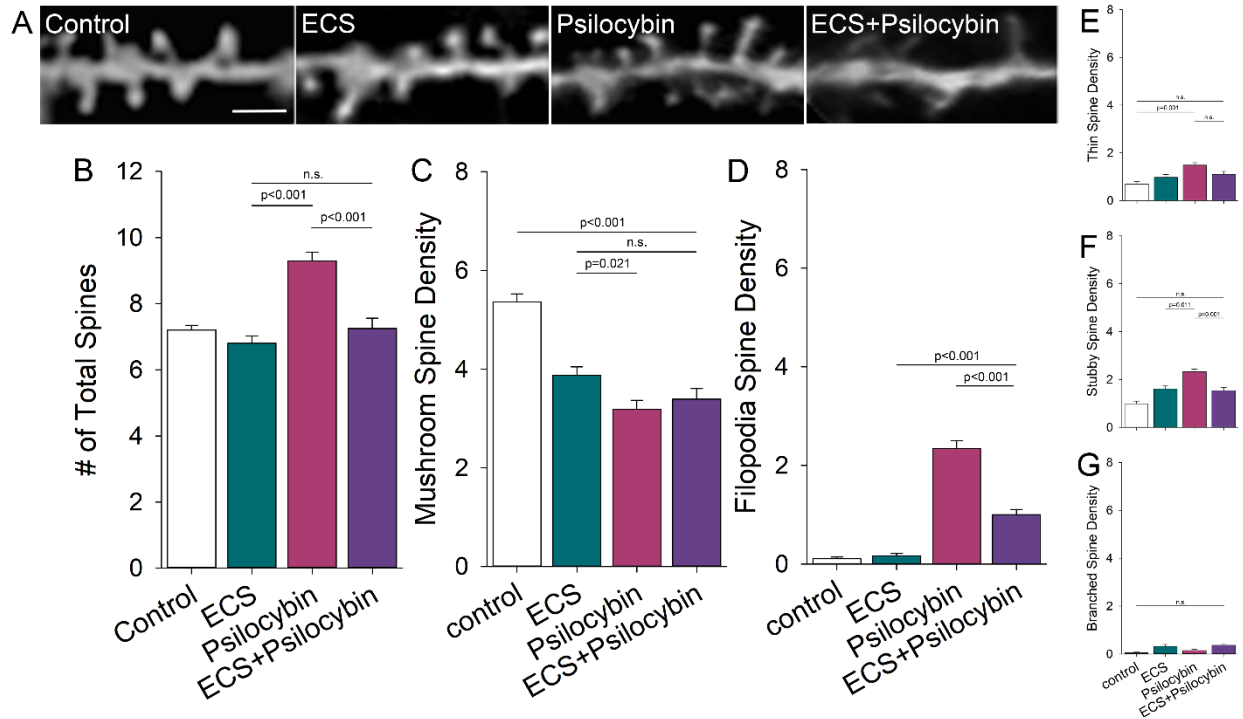 A
Control
ECS
Psilocybin
ECS+Psilocybin
B
# of Total Spines
12
10
8
6
4
2
0
n.s.
p<0.001
p<0.001
Control
ECS
Psilocybin
ECS+Psilocybin
C
Mushroom Spine Density
8
6
4
2
0
p<0.001
n.s.
p=0.021
control
ECS
Psilocybin
ECS+Psilocybin
D
Filopodia Spine Density
8
6
4
2
0
p<0.001
p<0.001
control
ECS
Psilocybin
ECS+Psilocybin
E
Thin Spine Density
8
6
4
2
0
n.s.
p=0.001
n.s.
F
Stubby Spine Density
8
6
4
2
0
n.s.
p=0.011
p=0.001
G
Branched Spine Density
8
6
4
2
0
n.s.
control
ECS
Psilocybin
ECS+Psilocybin